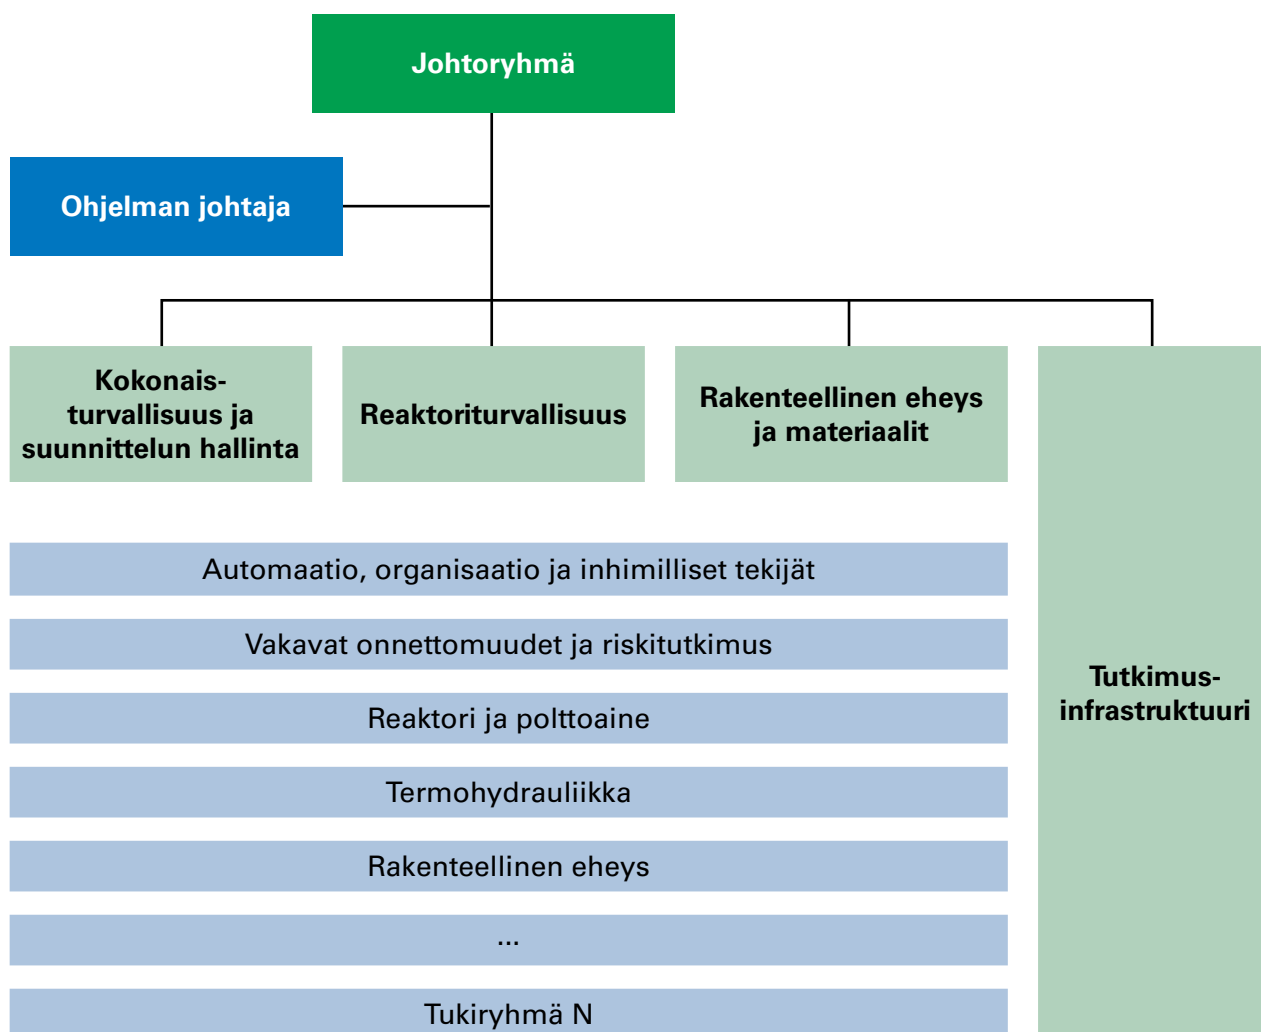 Johtoryhmä
Ohjelman johtaja
Kokonais-
turvallisuus ja
suunnittelun hallinta
Reaktoriturvallisuus
Rakenteellinen eheys
ja materiaalit
Tutkimus-
infrastruktuuri
Automaatio, organisaatio ja inhimilliset tekijät
Vakavat onnettomuudet ja riskitutkimus
Reaktori ja polttoaine
Termohydrauliikka
Rakenteellinen eheys
...
Tukiryhmä N